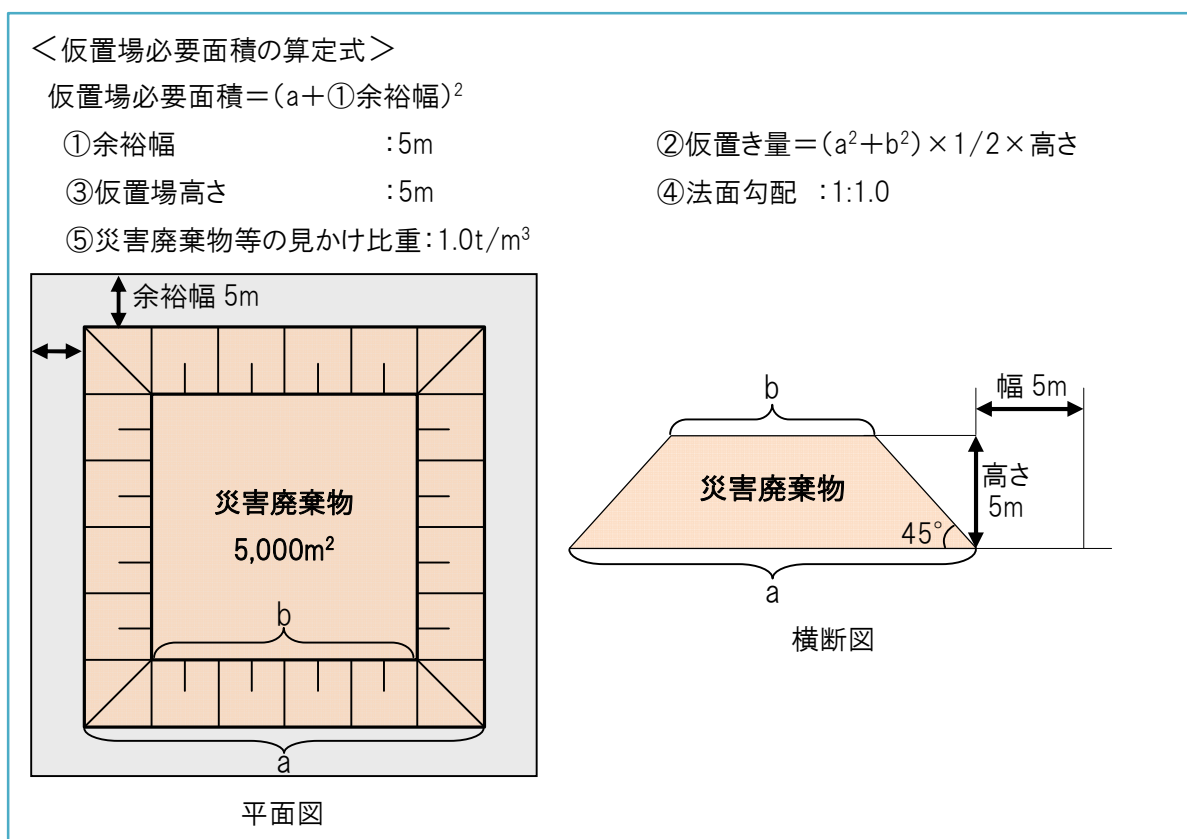 ＜仮置場必要面積の算定式＞
仮置場必要面積＝(a＋①余裕幅)²
①余裕幅　：5m　②仮置き量＝(a²＋b²)×1/2×高さ
③仮置場高さ　：5m　④法面勾配　：1:1.0
⑤災害廃棄物等の見かけ比重：1.0t/m³
余裕幅 5m
災害廃棄物
5,000m²
b
a
平面図
b
幅 5m
災害廃棄物
高さ
5m
45°
a
横断図